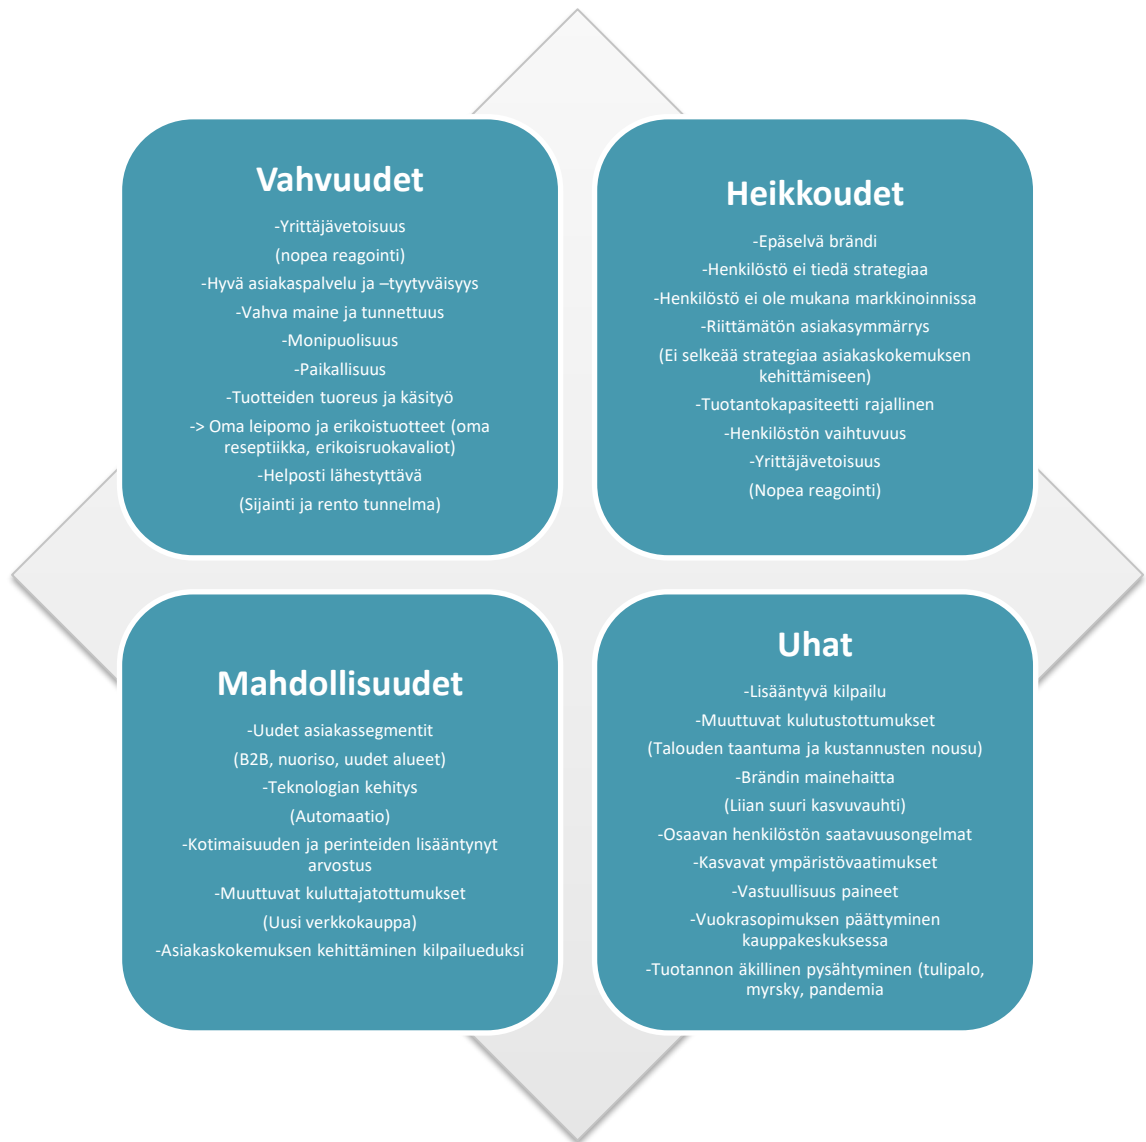 Vahvuudet
-Yrittäjävetoisuus
(nopea reagointi)
-Hyvä asiakaspalvelu ja –tyytyväisyys
-Vahva maine ja tunnettuus
-Monipuolisuus
-Paikallisuus
-Tuotteiden tuoreus ja käsityö
-> Oma leipomo ja erikoistuotteet (oma
reseptiikka, erikoisruokavaliot)
-Helposti lähestyttävä
(Sijainti ja rento tunnelma)
Heikkoudet
-Epäselvä brändi
-Henkilöstö ei tiedä strategiaa
-Henkilöstö ei ole mukana markkinoinnissa
-Riittämätön asiakasymmärrys
(Ei selkeää strategiaa asiakaskokemuksen
kehittämiseen)
-Tuotantokapasiteetti rajallinen
-Henkilöstön vaihtuvuus
-Yrittäjävetoisuus
(Nopea reagointi)
Mahdollisuudet
-Uudet asiakassegmentit
(B2B, nuoriso, uudet alueet)
-Teknologian kehitys
(Automaatio)
-Kotimaisuuden ja perinteiden lisääntynyt
arvostus
-Muuttuvat kuluttajatottumukset
(Uusi verkkokauppa)
-Asiakaskokemuksen kehittäminen kilpailueduksi
Uhat
-Lisääntyvä kilpailu
-Muuttuvat kulutustottumukset
(Talouden taantuma ja kustannusten nousu)
-Brändin mainehaitta
(Liian suuri kasvuvauhti)
-Osaavan henkilöstön saatavuusongelmat
-Kasvavat ympäristövaatimukset
-Vastuullisuus paineet
-Vuokrasopimuksen päättyminen
kauppakeskuksessa
-Tuotannon äkillinen pysähtyminen (tulipalo,
myrsky, pandemia